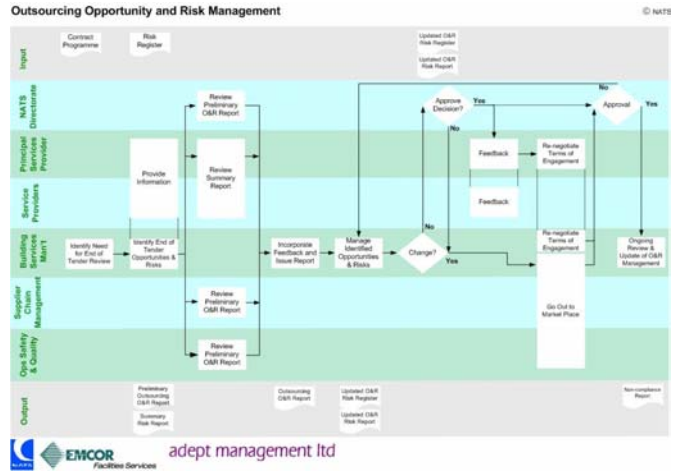 Outsourcing Opportunity and Risk Management
© NATS
Input
Contract
Programme
Risk
Register
Updated O&R
Risk Register
Updated O&R
Risk Report
NATS
Directorate
Review
Preliminary
O&R Report
Approve
Decision?
Yes
No
No
Approval
Yes
Principal
Services
Provider
Provide
Information
Review
Summary
Report
Feedback
Re-negotiate
Terms of
Engagement
Service
Providers
Feedback
Building
Services
Man't
Identify Need
for End of
Tender Review
Identify End of
Tender
Opportunities &
Risks
Incorporate
Feedback and
Issue Report
Manage
Identified
Opportunities
& Risks
Change?
No
Yes
Re-negotiate
Terms of
Engagement
Ongoing
Review &
Update of O&R
Management
Supplier
Chain
Management
Review
Preliminary
O&R Report
Go Out to
Market Place
Ops Safety
& Quality
Review
Preliminary
O&R Report
Output
Preliminary
Outsourcing
O&R Report
Summary
Risk Report
Outsourcing
O&R Report
Updated O&R
Risk Register
Updated O&R
Risk Report
Non-compliance
Report
NATS
EMCOR
Facilities Services
adept management ltd